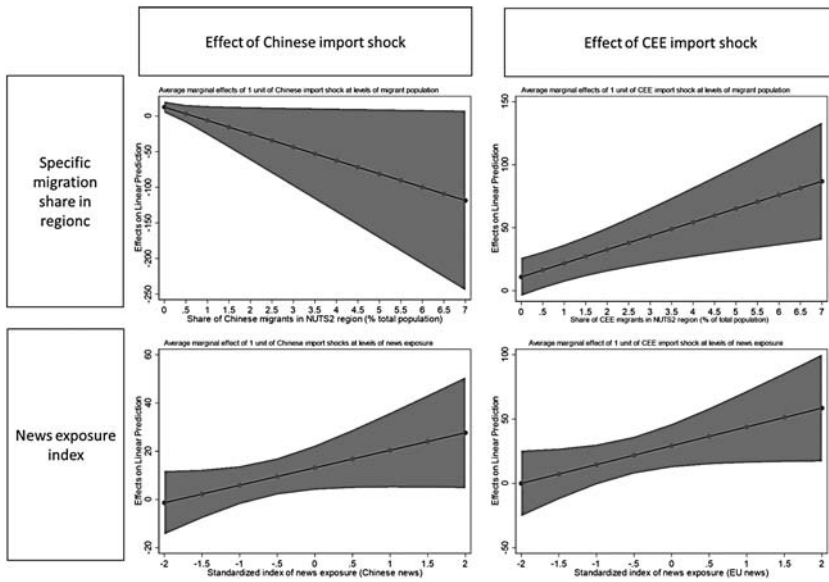 Effect of Chinese import shock
Effect of CEE import shock
Specific
migration
share in
regionc
Average marginal effects of 1 unit of Chinese import shock at levels of migrant population
Effects on Linear Prediction
0
-50
-100
-150
-200
-250
0 .5 1 1.5 2 2.5 3 3.5 4 4.5 5 5.5 6 6.5 7
Share of Chinese migrants in NUTS2 region (% total population)
Average marginal effects of 1 unit of CEE import shock at levels of migrant population
Effects on Linear Prediction
150
100
50
0
0 .5 1 1.5 2 2.5 3 3.5 4 4.5 5 5.5 6 6.5 7
Share of CEE migrants in NUTS2 region (% of total population)
News exposure
index
Average marginal effect of 1 unit of Chinese import shocks at levels of news exposure
Effects on Linear Prediction
60
40
20
0
-20
-2 -1.5 -1 -.5 0 .5 1 1.5 2
Standardized index of news exposure (Chinese news)
Average marginal effect of 1 unit of CEE import shock at levels of news exposure
Effects on Linear Prediction
100
50
0
-50
-2 -1.5 -1 -.5 0 .5 1 1.5 2
Standardized index of news exposure (EU news)